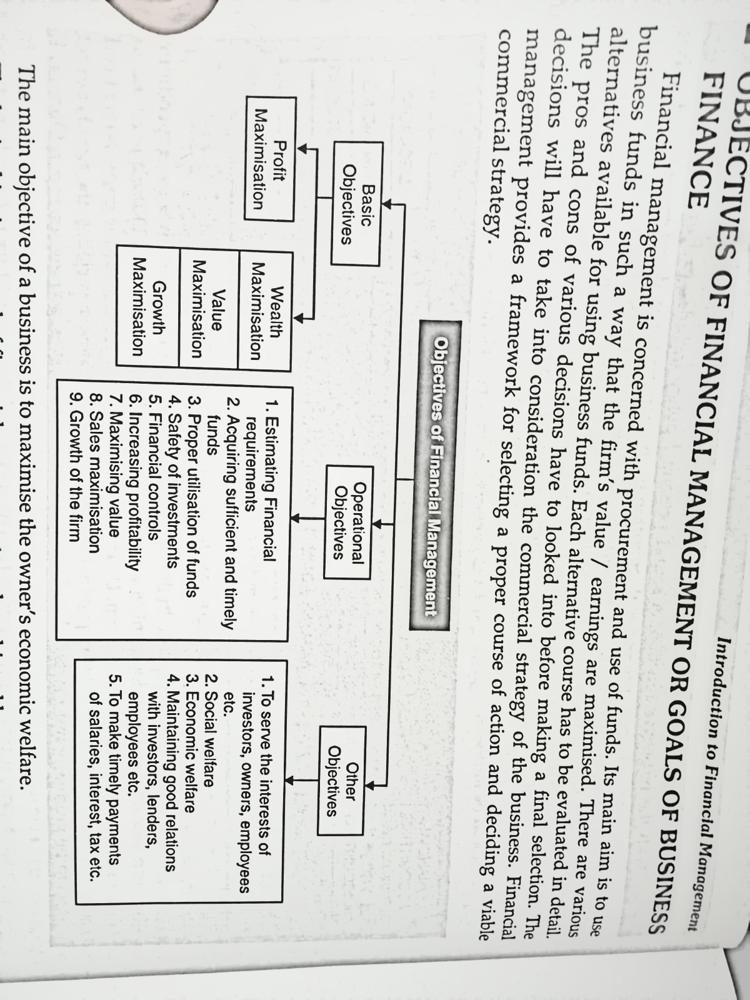 Introduction to Financial Management
OBJECTIVES OF FINANCIAL MANAGEMENT OR GOALS OF BUSINESS
FINANCE
Financial management is concerned with procurement and use of funds. Its main aim is to use
business funds in such a way that the firm's value / earnings are maximised. There are various
alternatives available for using business funds. Each alternative course has to be evaluated in detail.
The pros and cons of various decisions have to looked into before making a final selection. The
decisions will have to take into consideration the commercial strategy of the business. Financial
management provides a framework for selecting a proper course of action and deciding a viable
commercial strategy.
Objectives of Financial Management
Basic
Objectives
Profit
Maximisation
Wealth
Maximisation
Value
Maximisation
Growth
Maximisation
Operational
Objectives
1. Estimating Financial
requirements
2. Acquiring sufficient and timely
funds
3. Proper utilisation of funds
4. Safety of investments
5. Financial controls
6. Increasing profitability
7. Maximising value
8. Sales maximisation
9. Growth of the firm
Other
Objectives
1. To serve the interests of
investors, owners, employees
etc.
2. Social welfare
3. Economic welfare
4. Maintaining good relations
with investors, lenders,
employees etc.
5. To make timely payments
of salaries, interest, tax etc.
The main objective of a business is to maximise the owner's economic welfare.